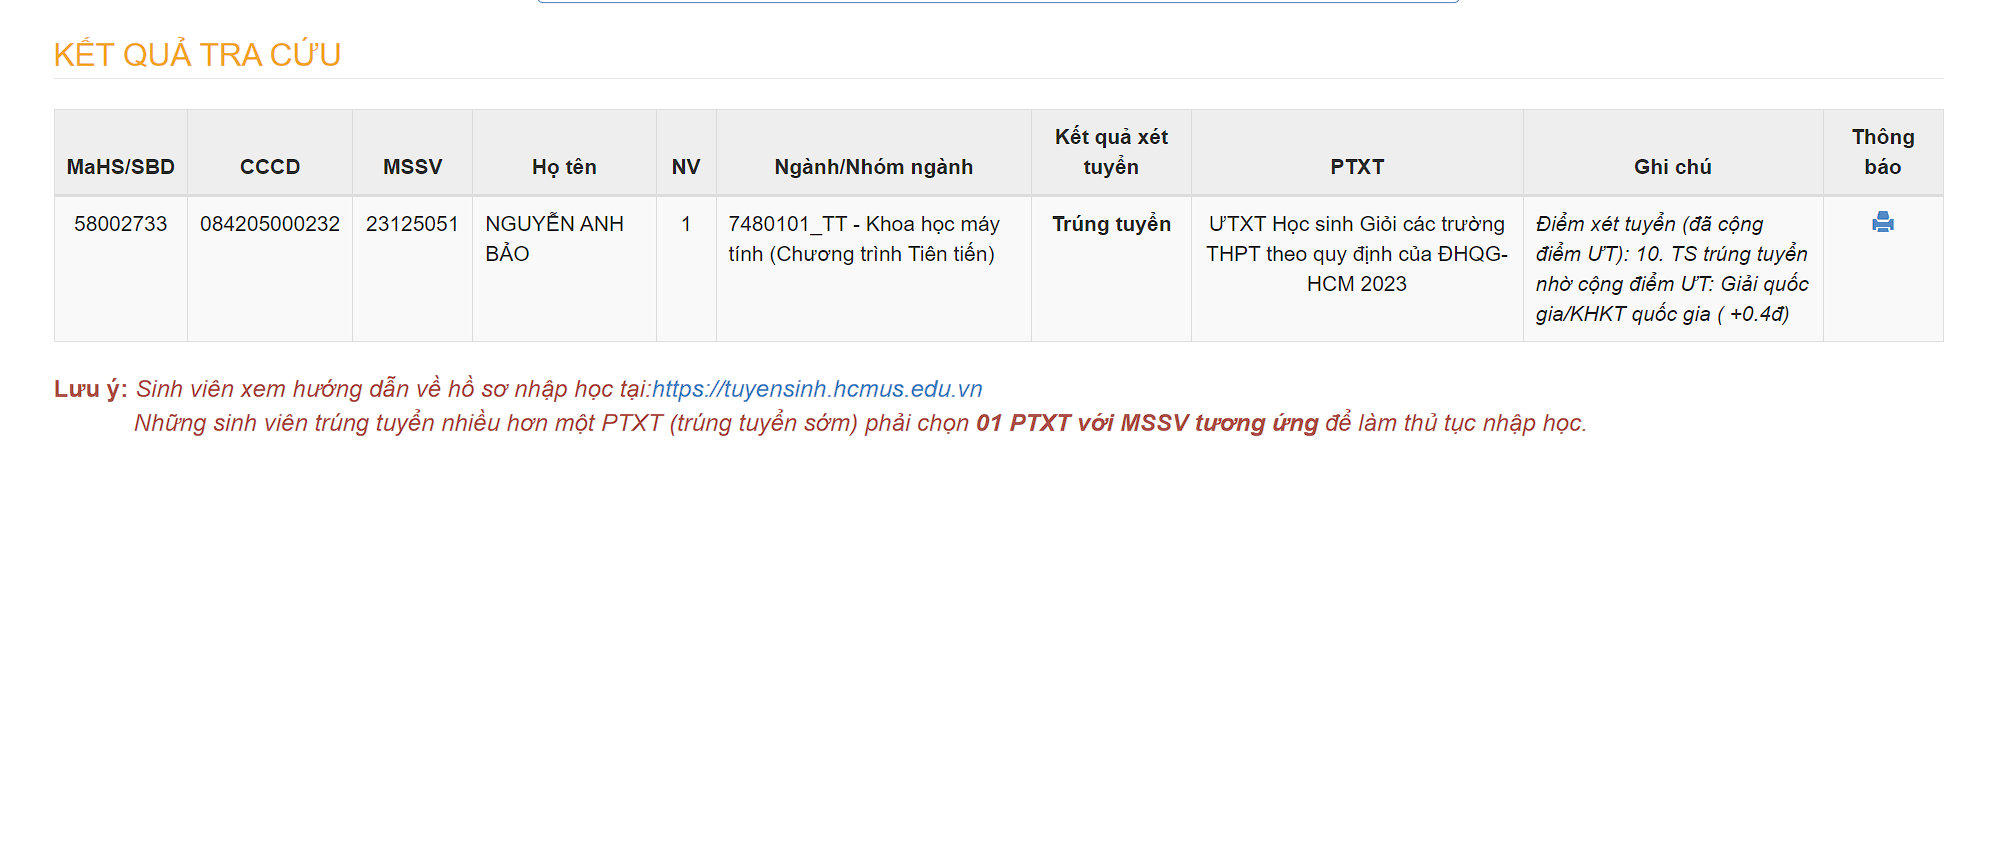 KẾT QUẢ TRA CỨU
MaHS/SBD CCCD MSSV Họ tên NV Ngành/Nhóm ngành Kết quả xét tuyển PTXT Ghi chú Thông báo
58002733 084205000232 23125051 NGUYỄN ANH BẢO 1 7480101_TT - Khoa học máy tính (Chương trình Tiên tiến) Trúng tuyển ƯTXT Học sinh Giỏi các trường THPT theo quy định của ĐHQG-HCM 2023 Điểm xét tuyển (đã cộng điểm ƯT): 10. TS trúng tuyển nhờ cộng điểm ƯT: Giải quốc gia/KHKT quốc gia ( +0.4đ)
Lưu ý: Sinh viên xem hướng dẫn về hồ sơ nhập học tại:https://tuyensinh.hcmus.edu.vn
Những sinh viên trúng tuyển nhiều hơn một PTXT (trúng tuyển sớm) phải chọn 01 PTXT với MSSV tương ứng để làm thủ tục nhập học.